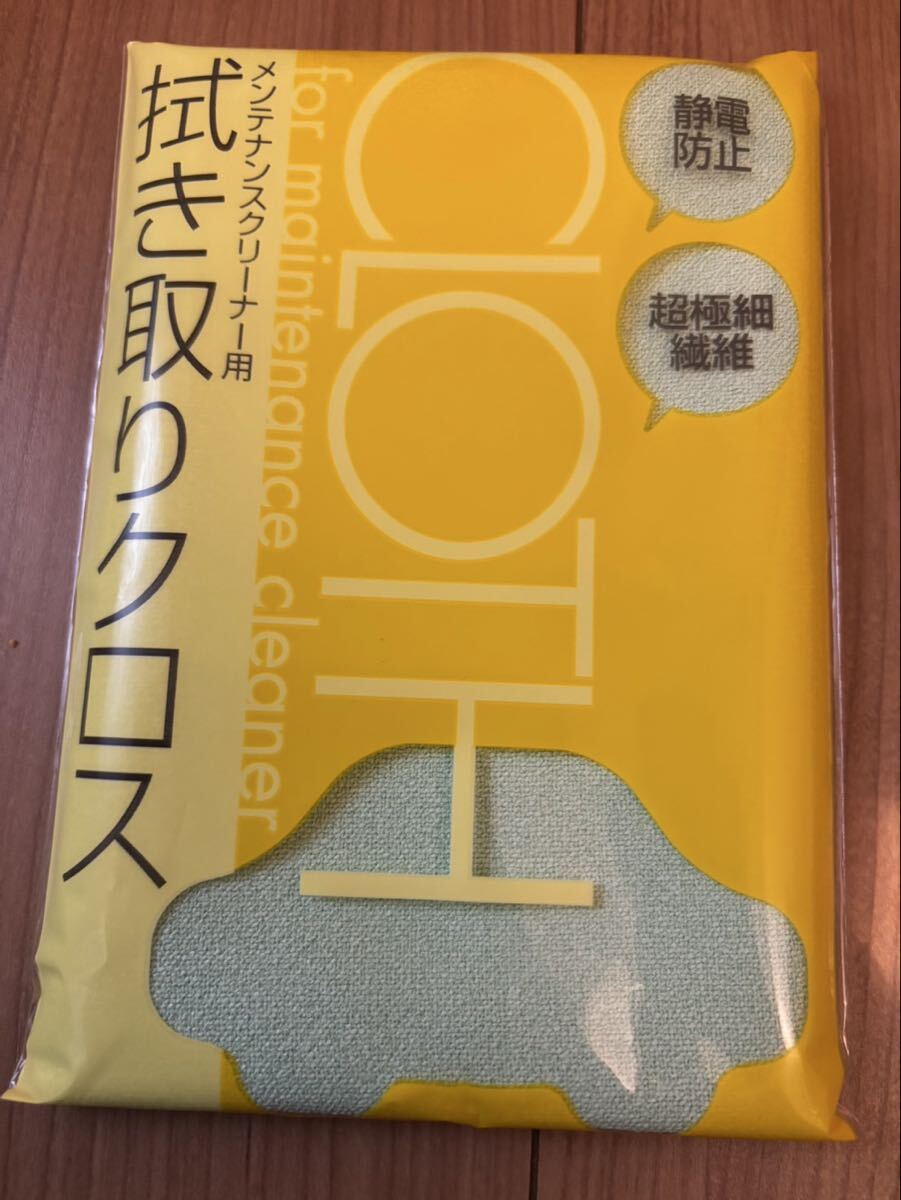 メンテナンスクリーナー用
拭き取りクロス
CLOTH
for maintenance cleaner
静電
防止
超極細
繊維